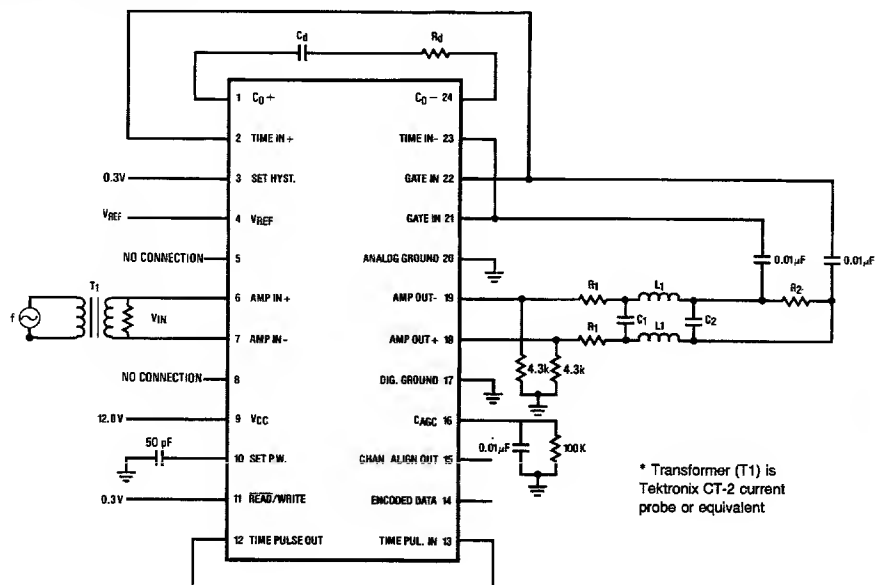 Cd Rd
1 CD+ CD− 24
2 TIME IN+ TIME IN- 23
0.3V 3 SET HYST. GATE IN 22
VREF 4 VREF GATE IN 21
NO CONNECTION 5 ANALOG GROUND 20
0.01µF 0.01µF
T1 6 AMP IN+ AMP OUT- 19 R1 L1 R2
f VIN C1 C2
7 AMP IN- AMP OUT+ 18 R1 L1
NO CONNECTION 8 DIG. GROUND 17 4.3k 4.3k
12.0V 9 VCC CAGC 16
50 pF 10 SET P.W. CHAN ALIGN OUT 15 0.01µF 100K
0.3V 11 READ/WRITE ENCODED DATA 14
12 TIME PULSE OUT TIME PUL. IN 13
* Transformer (T1) is
Tektronix CT-2 current
probe or equivalent